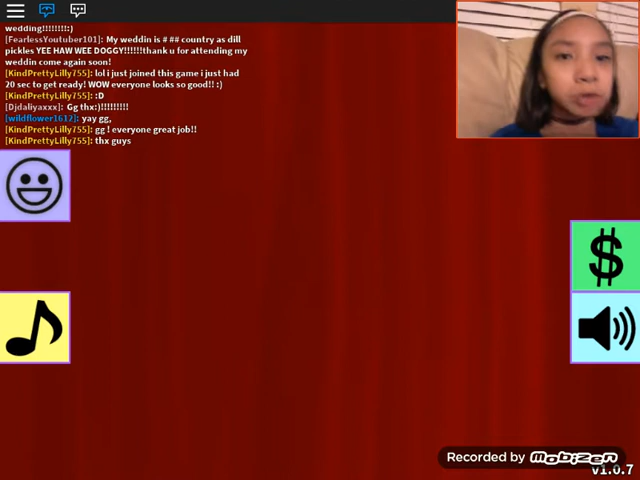 wedding!!!!!!!!:)
[FearlessYoutuber101]: My weddin is # ## country as dill
pickles YEE HAW WEE DOGGY!!!!!!thank u for attending my
weddin come again soon!
[KindPrettyLilly755]: lol i just joined this game i just had
20 sec to get ready! WOW everyone looks so good!! :)
[KindPrettyLilly755]: :D
[Djdaliyaxxx]: Gg thx:)!!!!!!!!!
[wildflower1612]: yay gg,
[KindPrettyLilly755]: gg ! everyone great job!!
[KindPrettyLilly755]: thx guys
$
Recorded by Mobizen
v1.0.7